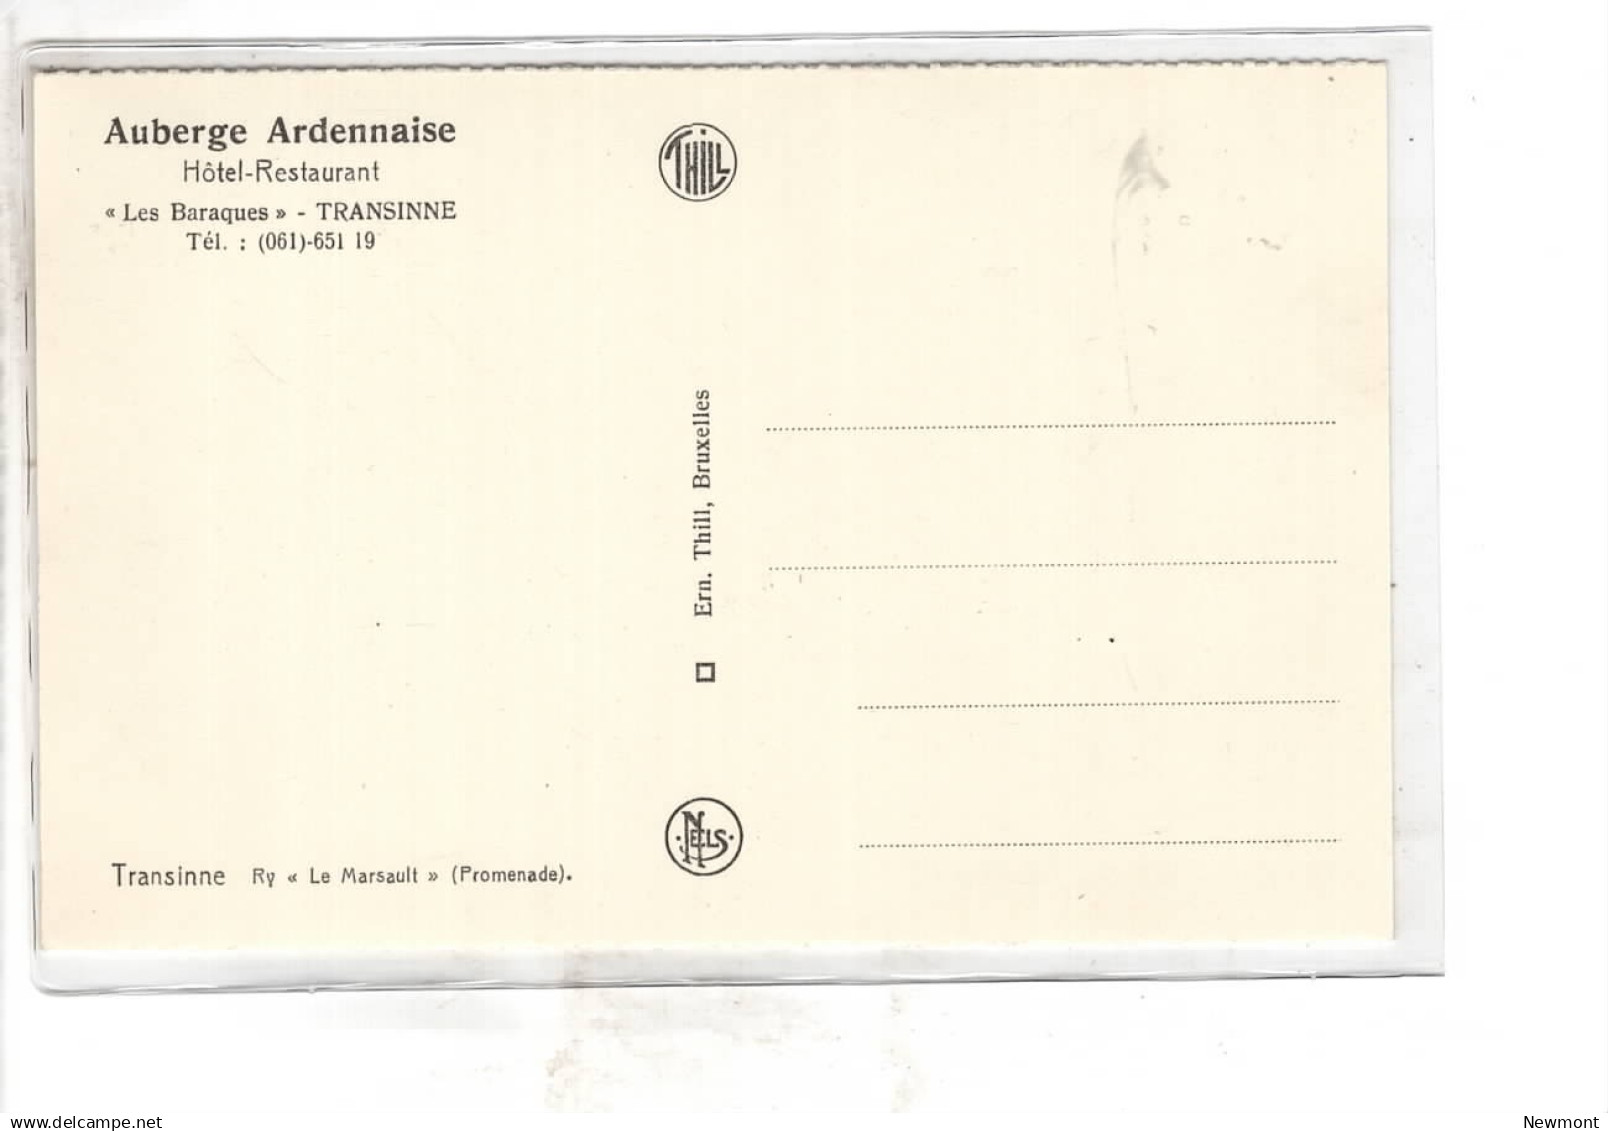 Auberge Ardennaise
Hôtel-Restaurant
« Les Baraques » - TRANSINNE
Tél. : (061)-651 19
THILL
Ern. Thill, Bruxelles
NELS
Transinne Ry « Le Marsault » (Promenade).
delcampe.net
Newmont